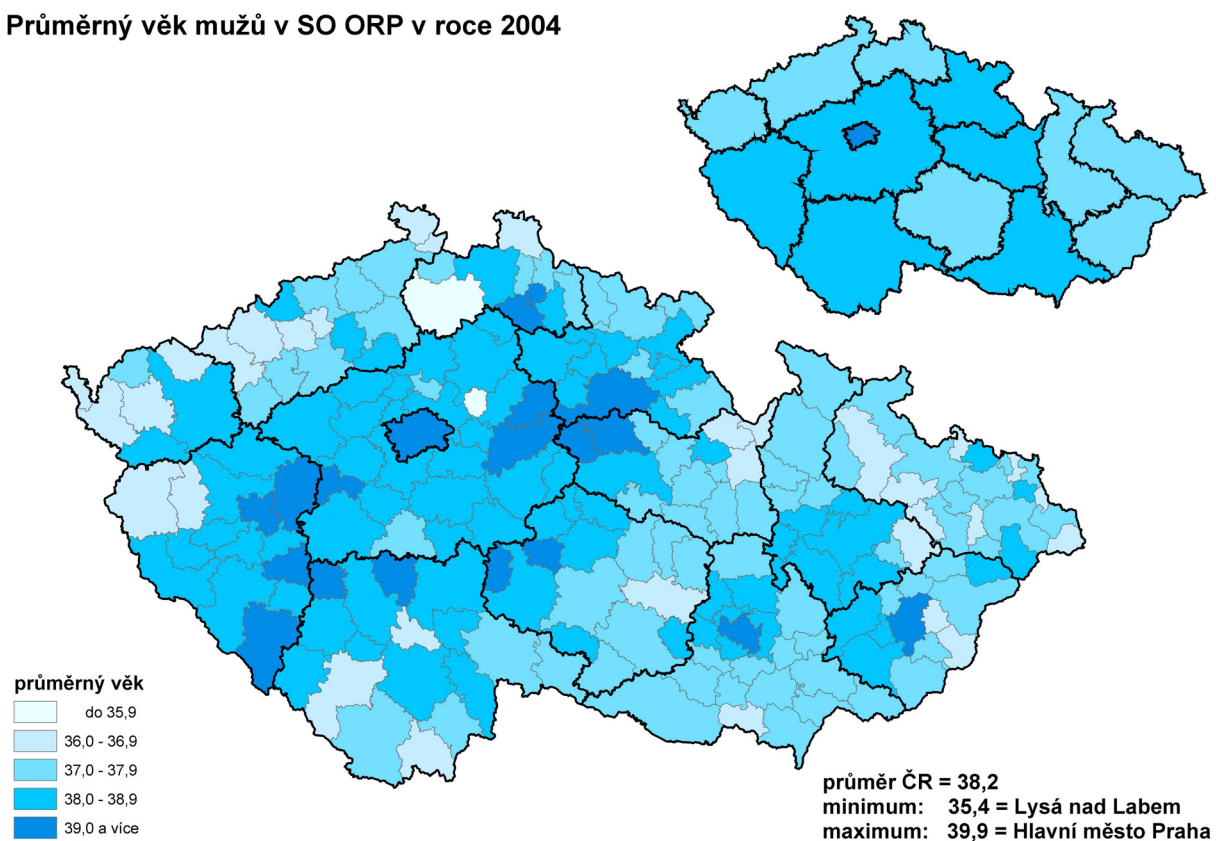 Průměrný věk mužů v SO ORP v roce 2004
průměrný věk
do 35,9
36,0 - 36,9
37,0 - 37,9
38,0 - 38,9
39,0 a více
průměr ČR = 38,2
minimum: 35,4 = Lysá nad Labem
maximum: 39,9 = Hlavní město Praha